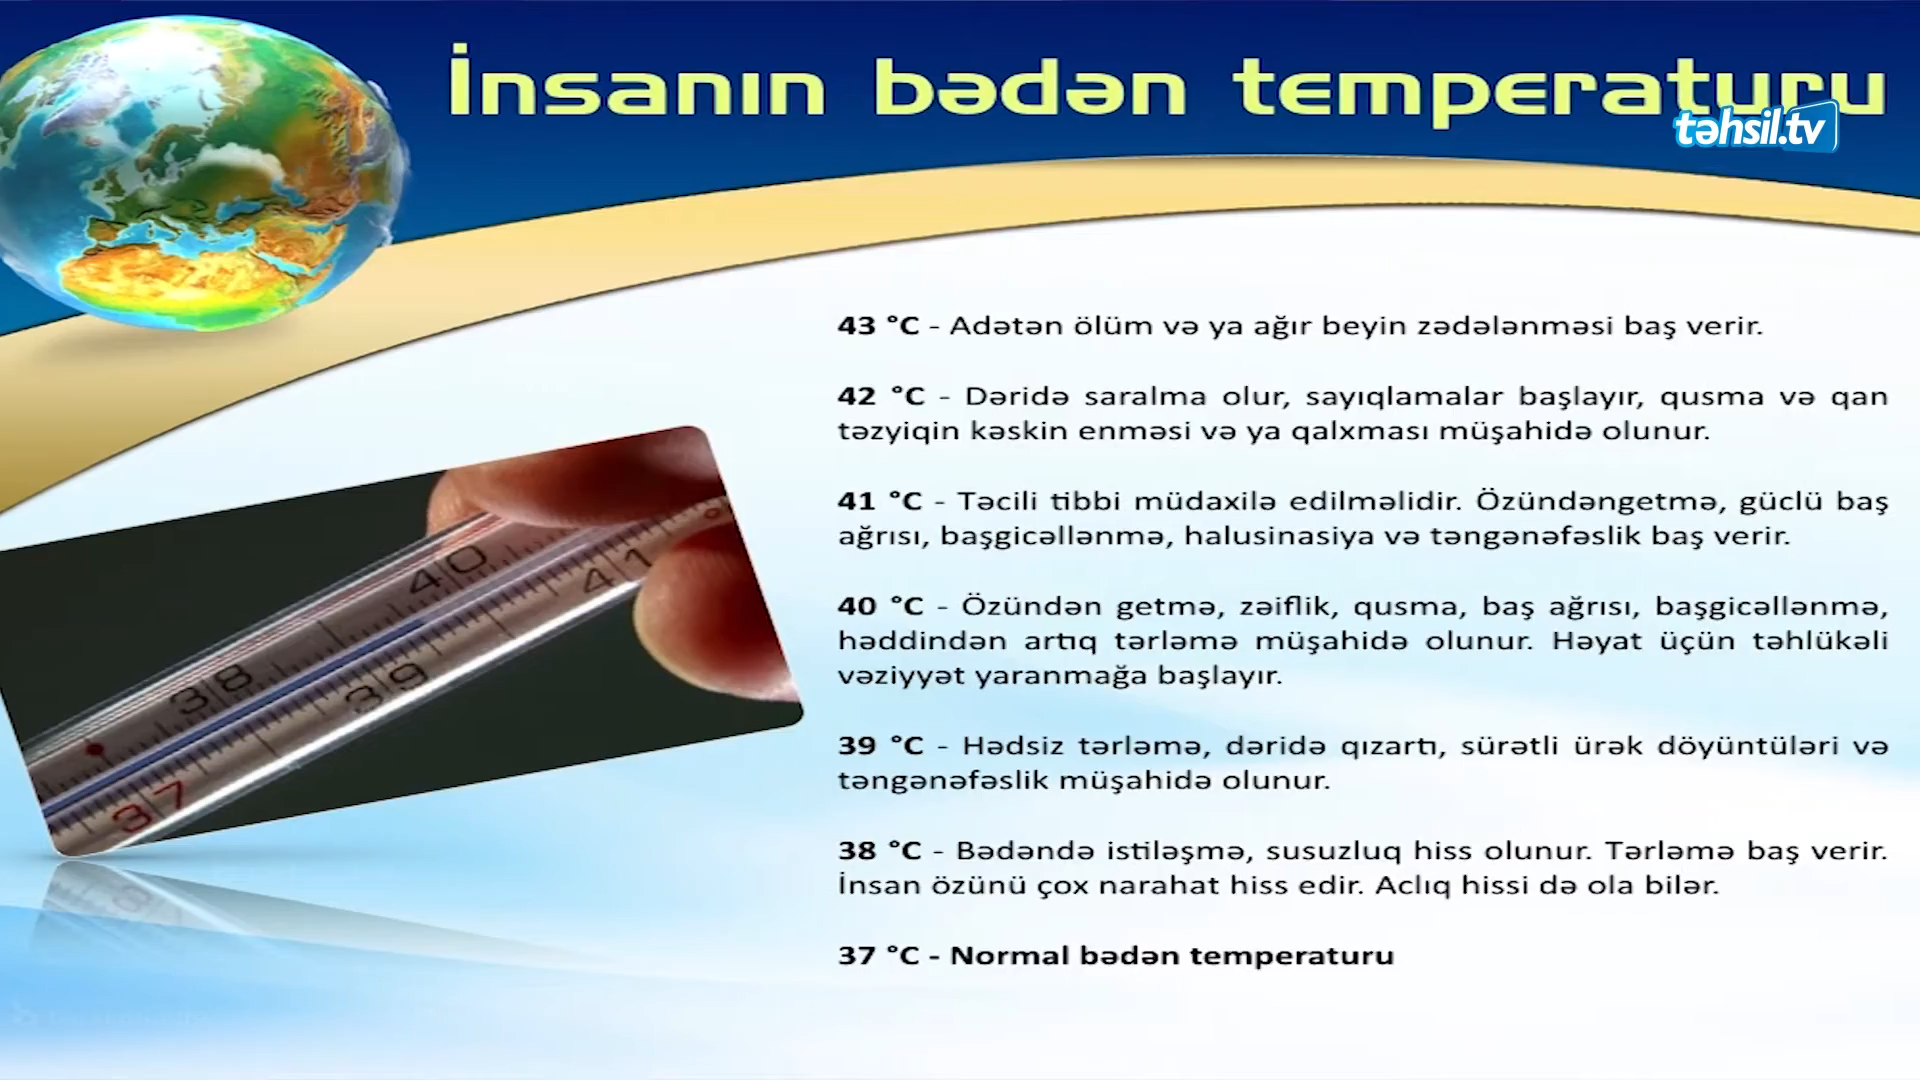 İnsanın bədən temperaturu
təhsil.tv
43 °C - Adətən ölüm və ya ağır beyin zədələnməsi baş verir.
42 °C - Dəridə saralma olur, sayıqlamalar başlayır, qusma və qan
təzyiqin kəskin enməsi və ya qalxması müşahidə olunur.
41 °C - Təcili tibbi müdaxilə edilməlidir. Özündəngetmə, güclü baş
ağrısı, başgicəllənmə, halusinasiya və təngənəfəslik baş verir.
40 °C - Özündən getmə, zəiflik, qusma, baş ağrısı, başgicəllənmə,
həddindən artıq tərləmə müşahidə olunur. Həyat üçün təhlükəli
vəziyyət yaranmağa başlayır.
39 °C - Hədsiz tərləmə, dəridə qızartı, sürətli ürək döyüntüləri və
təngənəfəslik müşahidə olunur.
38 °C - Bədəndə istiləşmə, susuzluq hiss olunur. Tərləmə baş verir.
İnsan özünü çox narahat hiss edir. Aclıq hissi də ola bilər.
37 °C - Normal bədən temperaturu
40
41
38
39
37